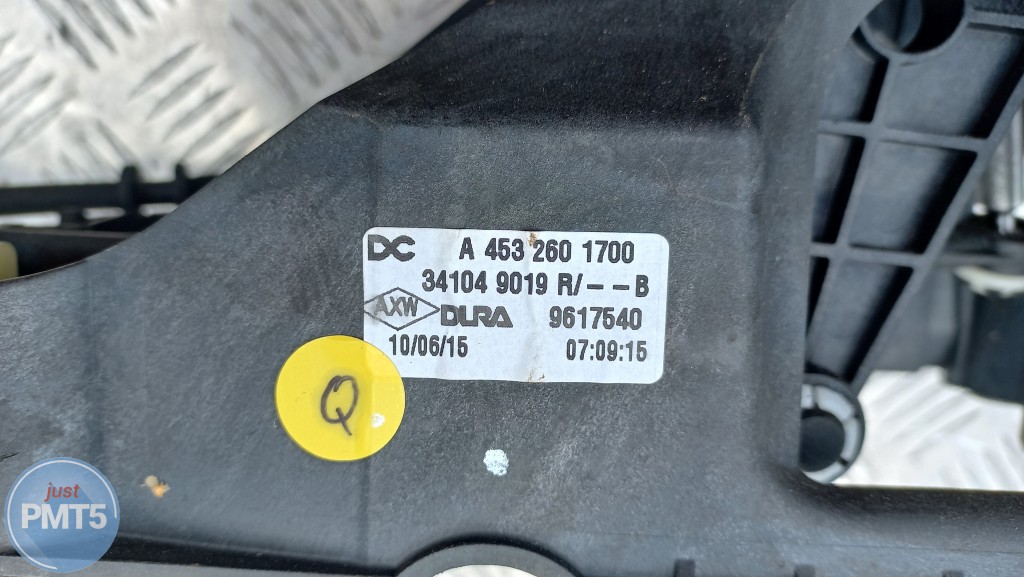 DC A 453 260 1700
34104 9019 R/--B
AXW DURA 9617540
10/06/15 07:09:15
Q
just
PMT5